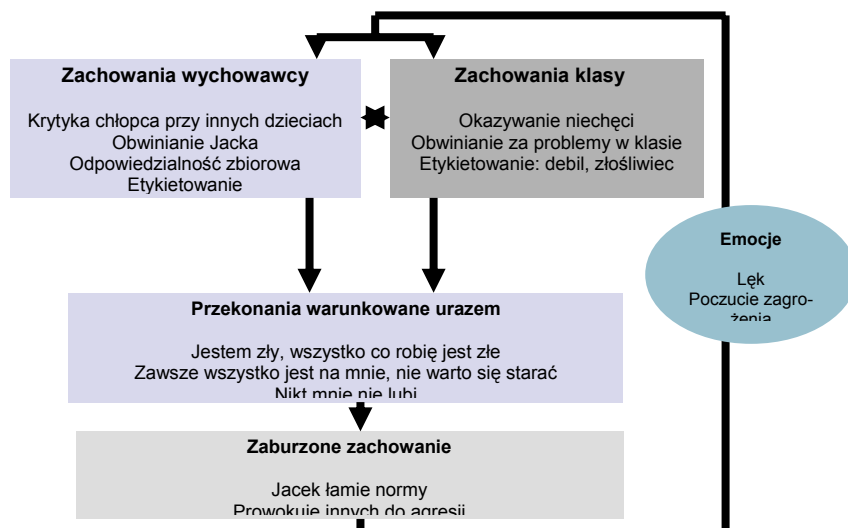 Zachowania wychowawcy
Krytyka chłopca przy innych dzieciach
Obwinianie Jacka
Odpowiedzialność zbiorowa
Etykietowanie
Zachowania klasy
Okazywanie niechęci
Obwinianie za problemy w klasie
Etykietowanie: debil, złośliwiec
Emocje
Lęk
Poczucie zagro-
żenia
Przekonania warunkowane urazem
Jestem zły, wszystko co robię jest złe
Zawsze wszystko jest na mnie, nie warto się starać
Nikt mnie nie lubi
Zaburzone zachowanie
Jacek łamie normy
Prowokuje innych do agresji